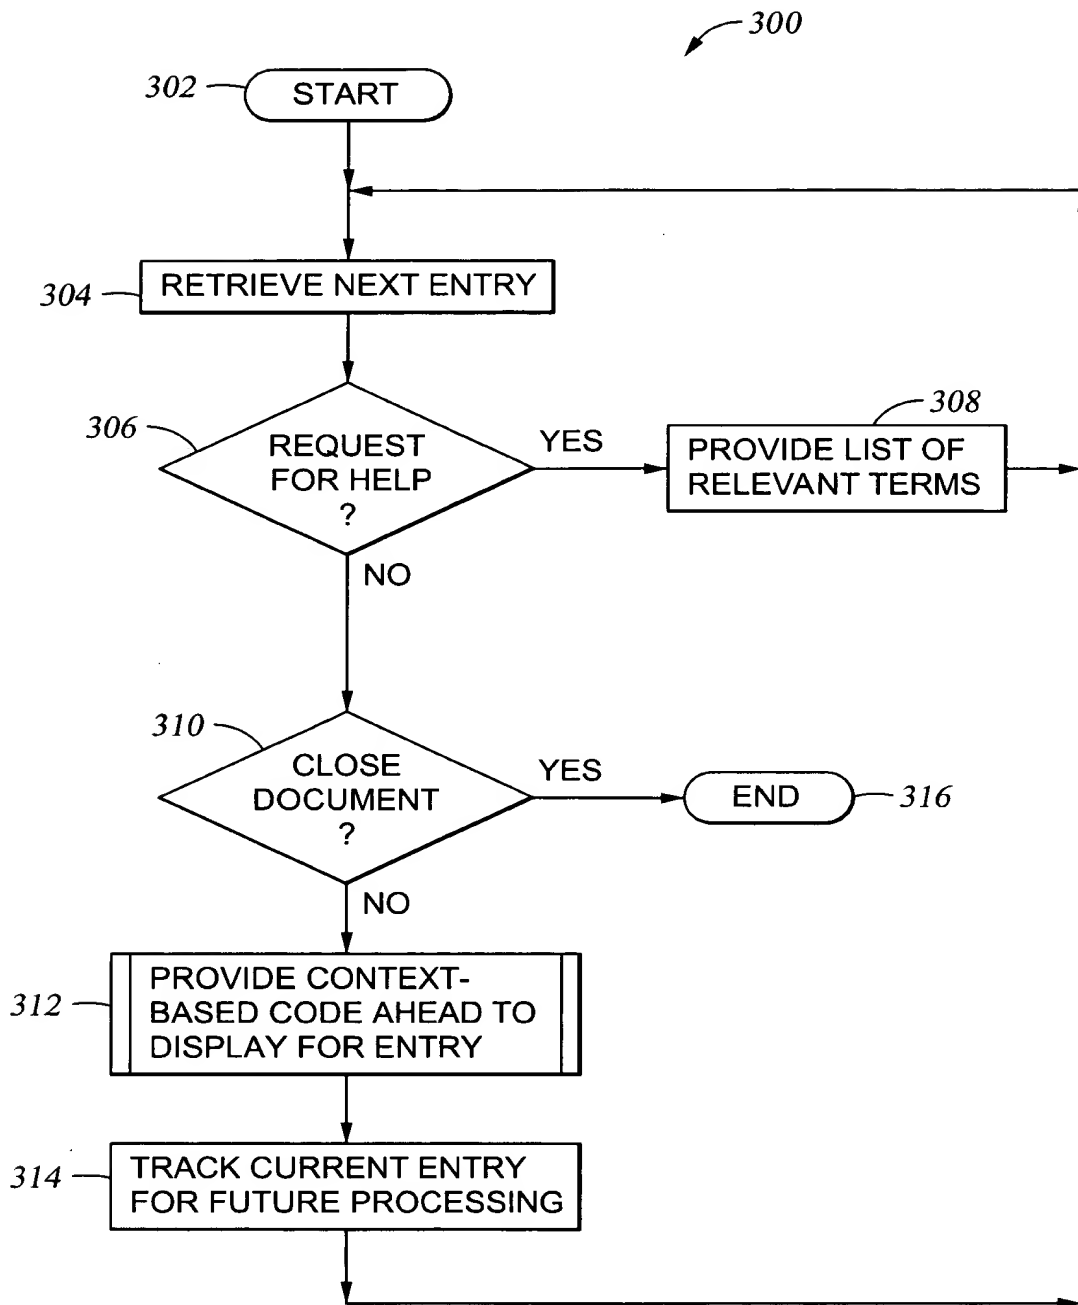 300
302
START
304
RETRIEVE NEXT ENTRY
306
REQUEST
FOR HELP
?
YES
308
PROVIDE LIST OF
RELEVANT TERMS
NO
310
CLOSE
DOCUMENT
?
YES
END
316
NO
312
PROVIDE CONTEXT-
BASED CODE AHEAD TO
DISPLAY FOR ENTRY
314
TRACK CURRENT ENTRY
FOR FUTURE PROCESSING